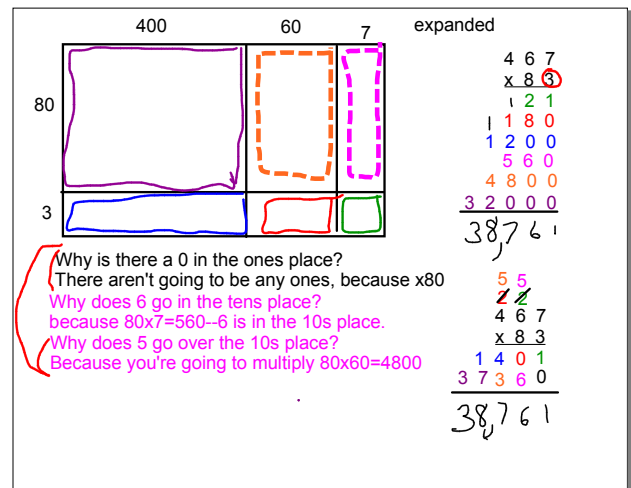 400 60 7 expanded
80
3
4 6 7
x 8 3
1 2 1
1 1 8 0
1 2 0 0
5 6 0
4 8 0 0
3 2 0 0 0
38,761
Why is there a 0 in the ones place?
There aren't going to be any ones, because x80
Why does 6 go in the tens place?
because 80x7=560--6 is in the 10s place.
Why does 5 go over the 10s place?
Because you're going to multiply 80x60=4800
5 5
2 2
4 6 7
x 8 3
1 4 0 1
3 7 3 6 0
38,761